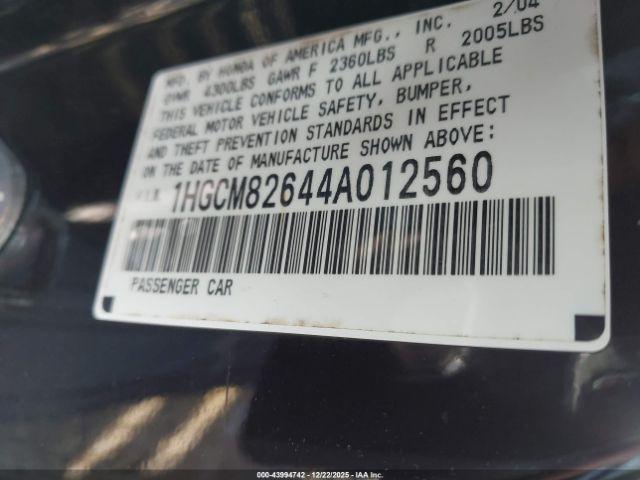 2/04
MFD. BY HONDA OF AMERICA MFG., INC.
GVWR 4300LBS GAWR F 2360LBS R 2005LBS
THIS VEHICLE CONFORMS TO ALL APPLICABLE
FEDERAL MOTOR VEHICLE SAFETY, BUMPER,
AND THEFT PREVENTION STANDARDS IN EFFECT
ON THE DATE OF MANUFACTURE SHOWN ABOVE:
V.I.N. 1HGCM82644A012560
PASSENGER CAR
000-43994742 | 12/22/2025 | Copyright IAA, LLC